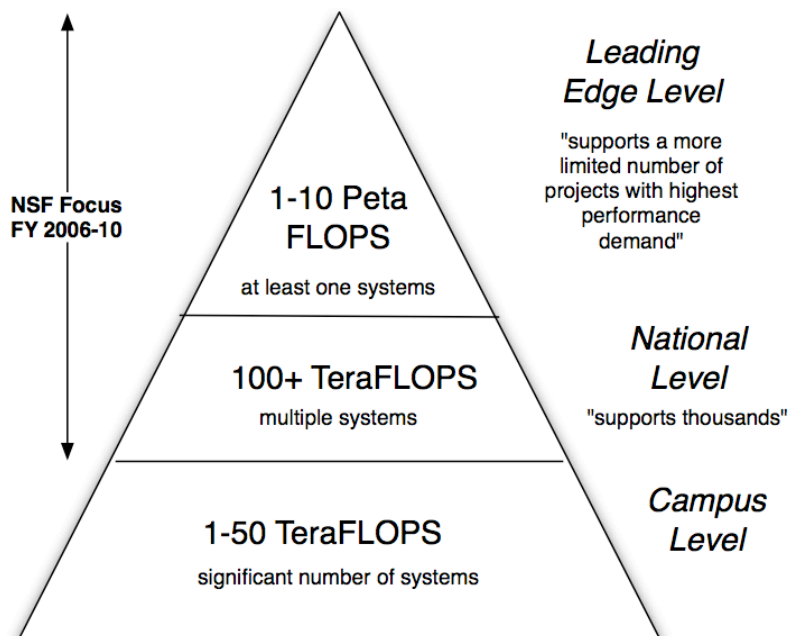 Leading
Edge Level
"supports a more
limited number of
projects with highest
performance
demand"
NSF Focus
FY 2006-10
1-10 Peta
FLOPS
at least one systems
National
Level
"supports thousands"
100+ TeraFLOPS
multiple systems
Campus
Level
1-50 TeraFLOPS
significant number of systems